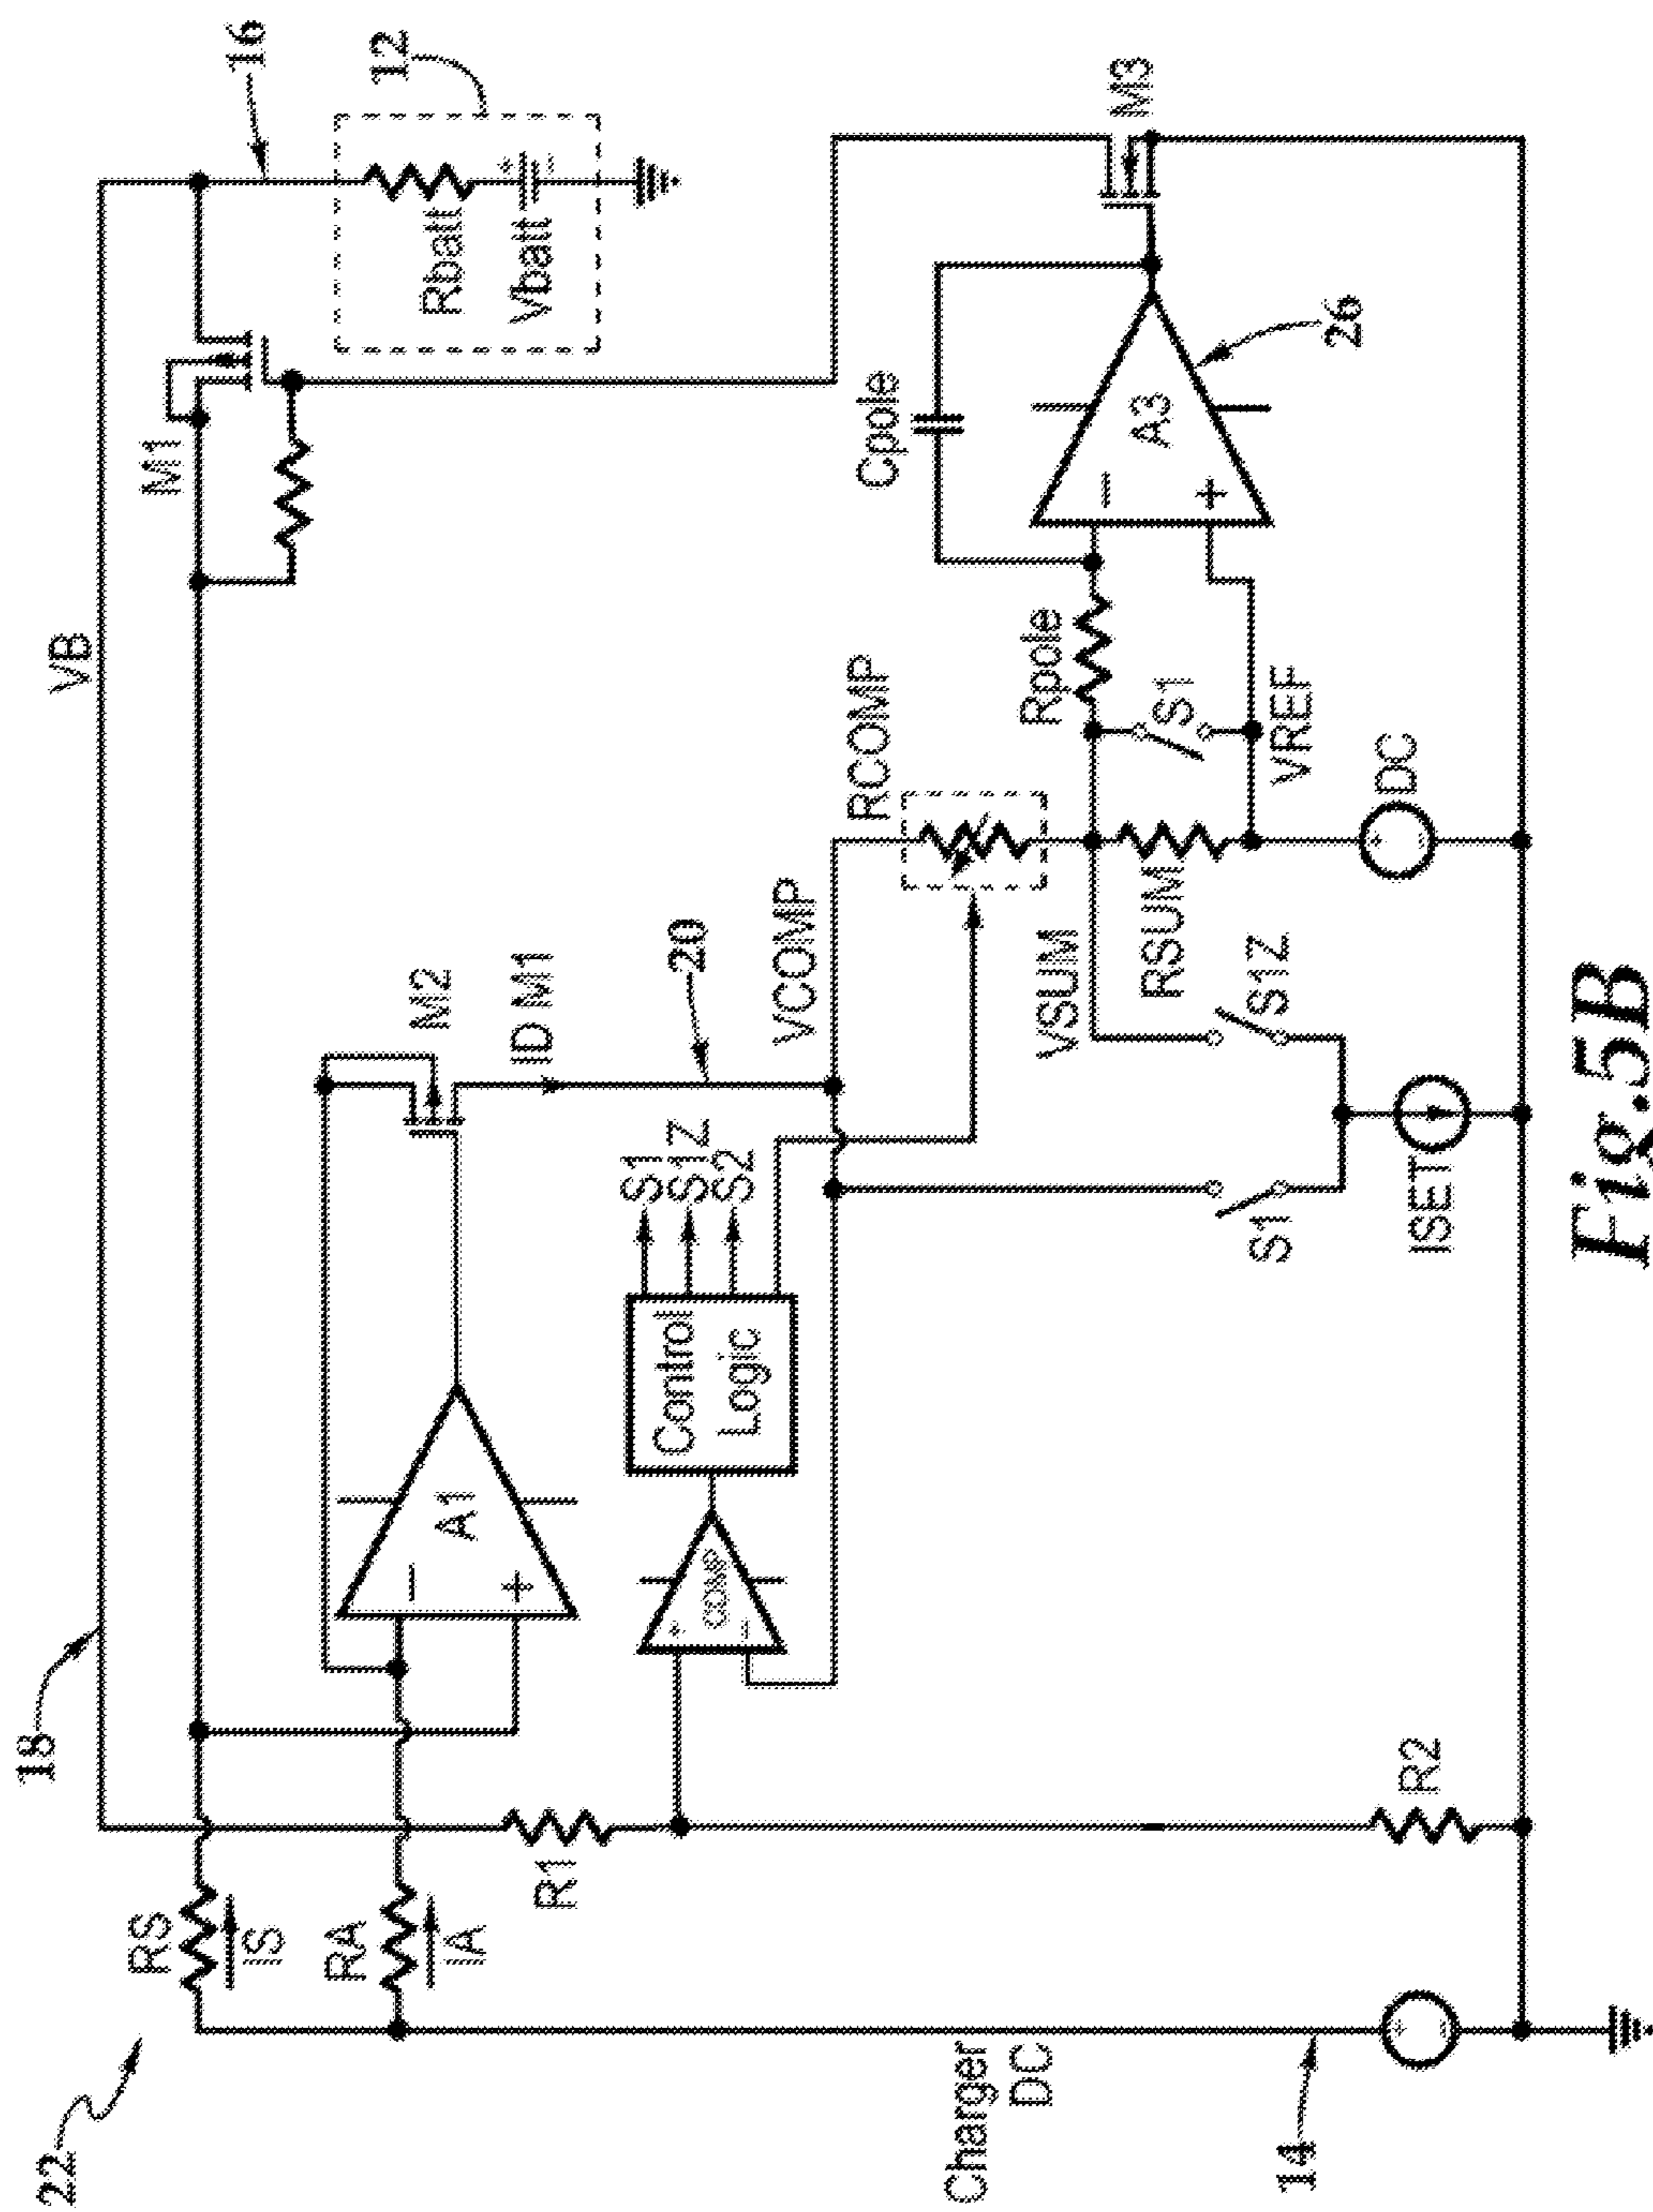 22
18
VB
16
12
RS
IS
RA
IA
M1
Rbatt
+
Vbatt
−
A1
−
+
M2
ID M1
20
R1
COMP
+
−
Control
Logic
S1
S1Z
S2
VCOMP
RCOMP
Cpole
M3
Charger
DC
VSUM
Rpole
−
A3
+
RSUM
S1
26
S1
S1Z
VREF
14
R2
ISET
DC
Fig.5B